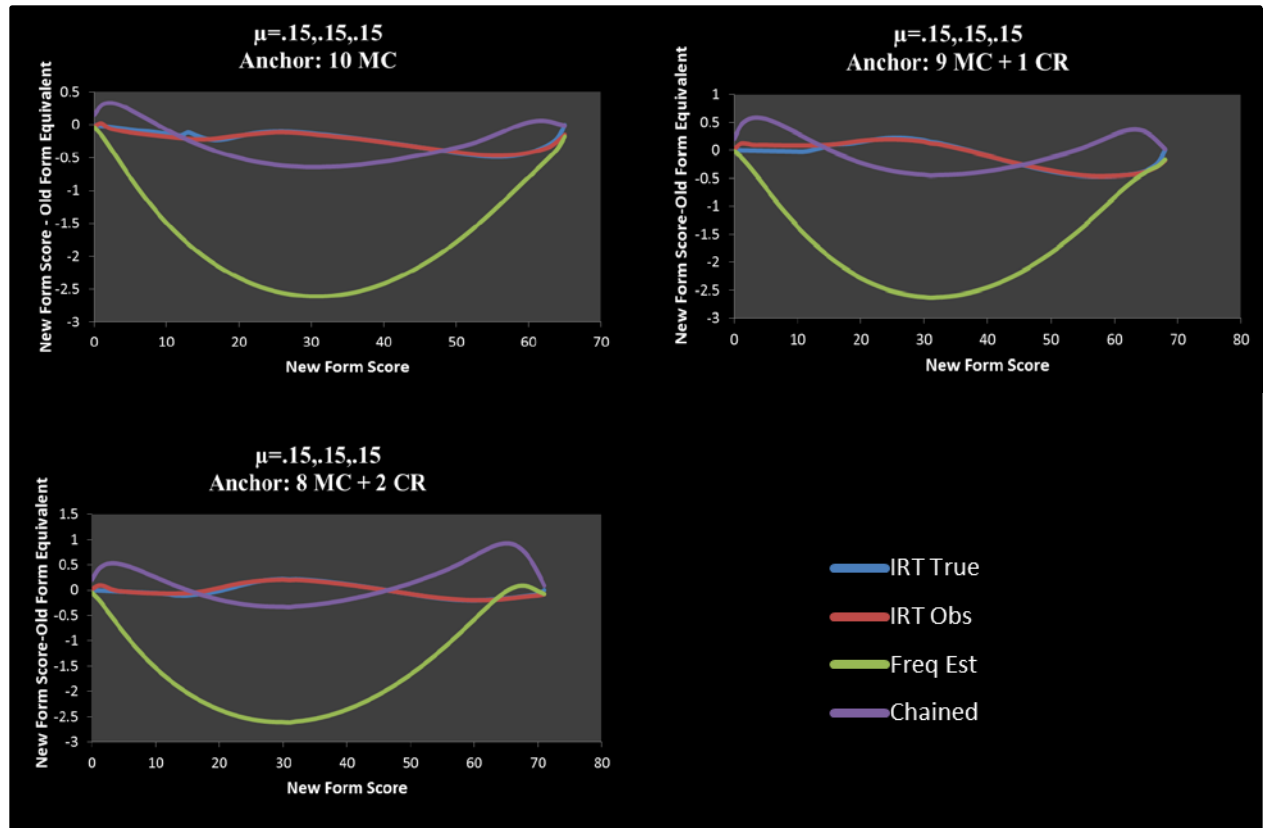 μ=.15,.15,.15
Anchor: 10 MC
New Form Score - Old Form Equivalent
0.5
0
-0.5
-1
-1.5
-2
-2.5
-3
0 10 20 30 40 50 60 70
New Form Score
μ=.15,.15,.15
Anchor: 9 MC + 1 CR
New Form Score-Old Form Equivalent
1
0.5
0
-0.5
-1
-1.5
-2
-2.5
-3
0 10 20 30 40 50 60 70 80
New Form Score
μ=.15,.15,.15
Anchor: 8 MC + 2 CR
New Form Score-Old Form Equivalent
1.5
1
0.5
0
-0.5
-1
-1.5
-2
-2.5
-3
0 10 20 30 40 50 60 70 80
New Form Score
IRT True
IRT Obs
Freq Est
Chained